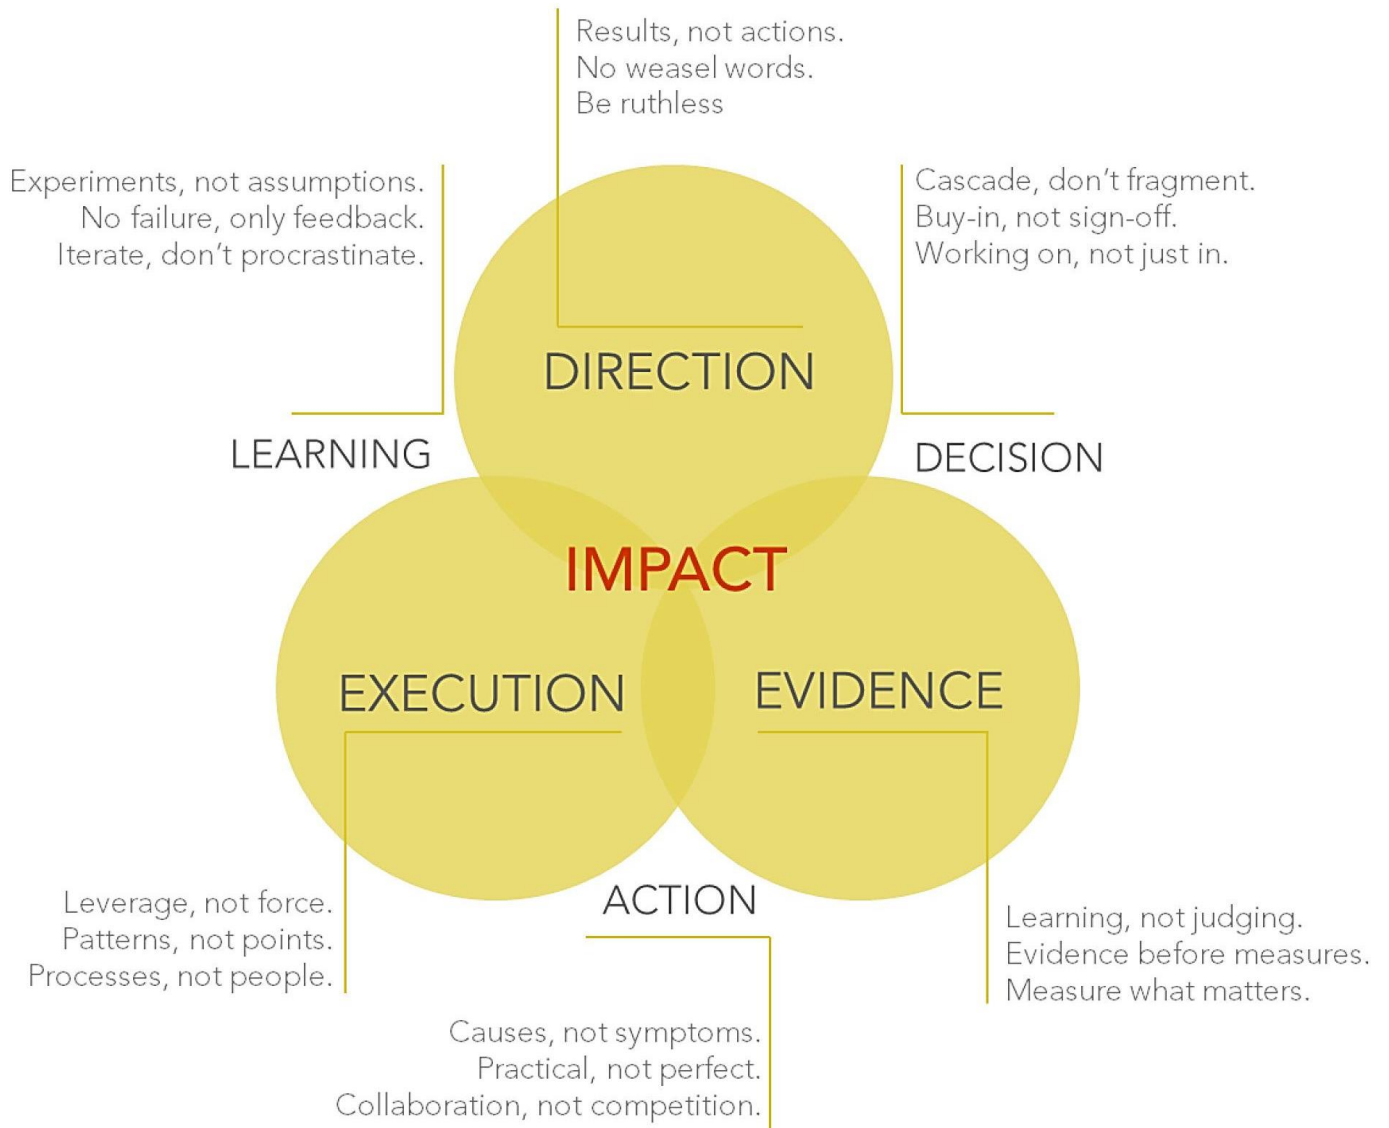 Results, not actions.
No weasel words.
Be ruthless
Experiments, not assumptions.
No failure, only feedback.
Iterate, don’t procrastinate.
Cascade, don’t fragment.
Buy-in, not sign-off.
Working on, not just in.
DIRECTION
LEARNING
DECISION
IMPACT
EXECUTION
EVIDENCE
Leverage, not force.
Patterns, not points.
Processes, not people.
ACTION
Learning, not judging.
Evidence before measures.
Measure what matters.
Causes, not symptoms.
Practical, not perfect.
Collaboration, not competition.